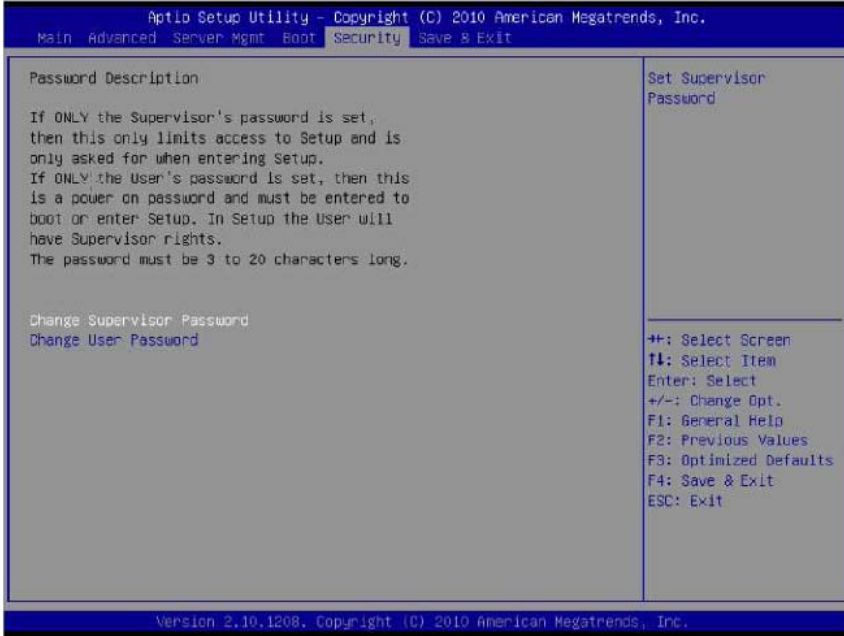 Aptio Setup Utility - Copyright (C) 2010 American Megatrends, Inc.
Main Advanced Server Mgmt Boot Security Save & Exit
Password Description
If ONLY the Supervisor's password is set,
then this only limits access to Setup and is
only asked for when entering Setup.
If ONLY the User's password is set, then this
is a power on password and must be entered to
boot or enter Setup. In Setup the User will
have Supervisor rights.
The password must be 3 to 20 characters long.
Change Supervisor Password
Change User Password
Set Supervisor
Password
→←: Select Screen
↑↓: Select Item
Enter: Select
+/-: Change Opt.
F1: General Help
F2: Previous Values
F3: Optimized Defaults
F4: Save & Exit
ESC: Exit
Version 2.10.1208. Copyright (C) 2010 American Megatrends, Inc.